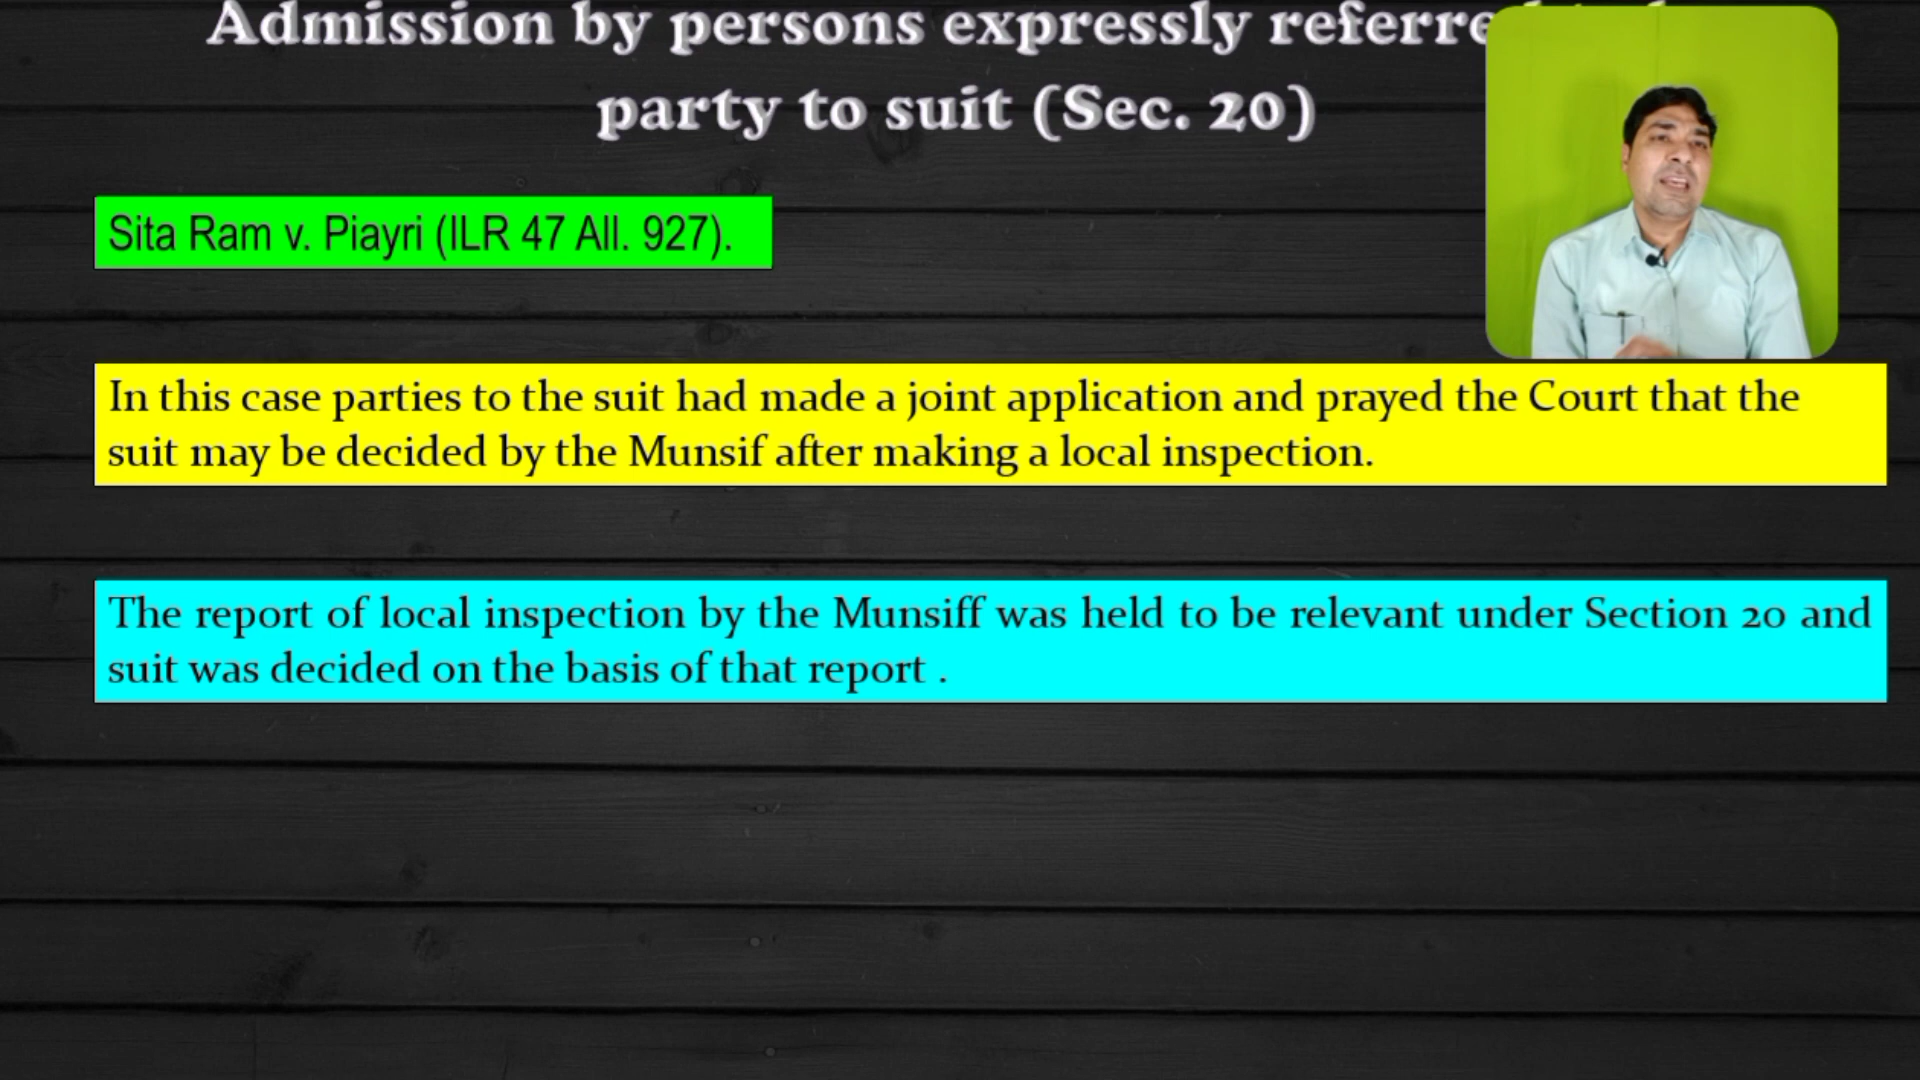 Admission by persons expressly
party to suit (Sec. 20)
Sita Ram v. Piayri (ILR 47 All. 927).
In this case parties to the suit had made a joint application and prayed the Court that the
suit may be decided by the Munsif after making a local inspection.
The report of local inspection by the Munsiff was held to be relevant under Section 20 and
suit was decided on the basis of that report .